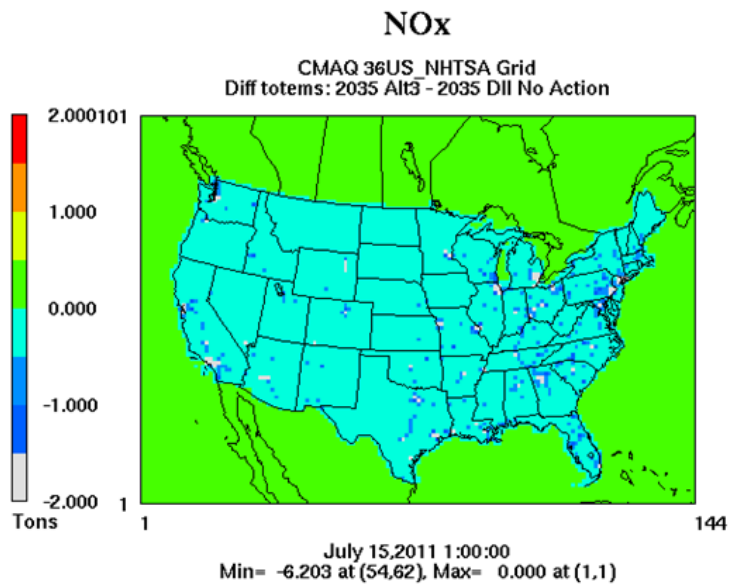 NOx
CMAQ 36US_NHTSA Grid
Diff totems: 2035 Alt3 - 2035 DII No Action
2.000
101
1.000
0.000
-1.000
-2.000
1
Tons
1
144
July 15,2011 1:00:00
Min= -6.203 at (54,62), Max= 0.000 at (1,1)